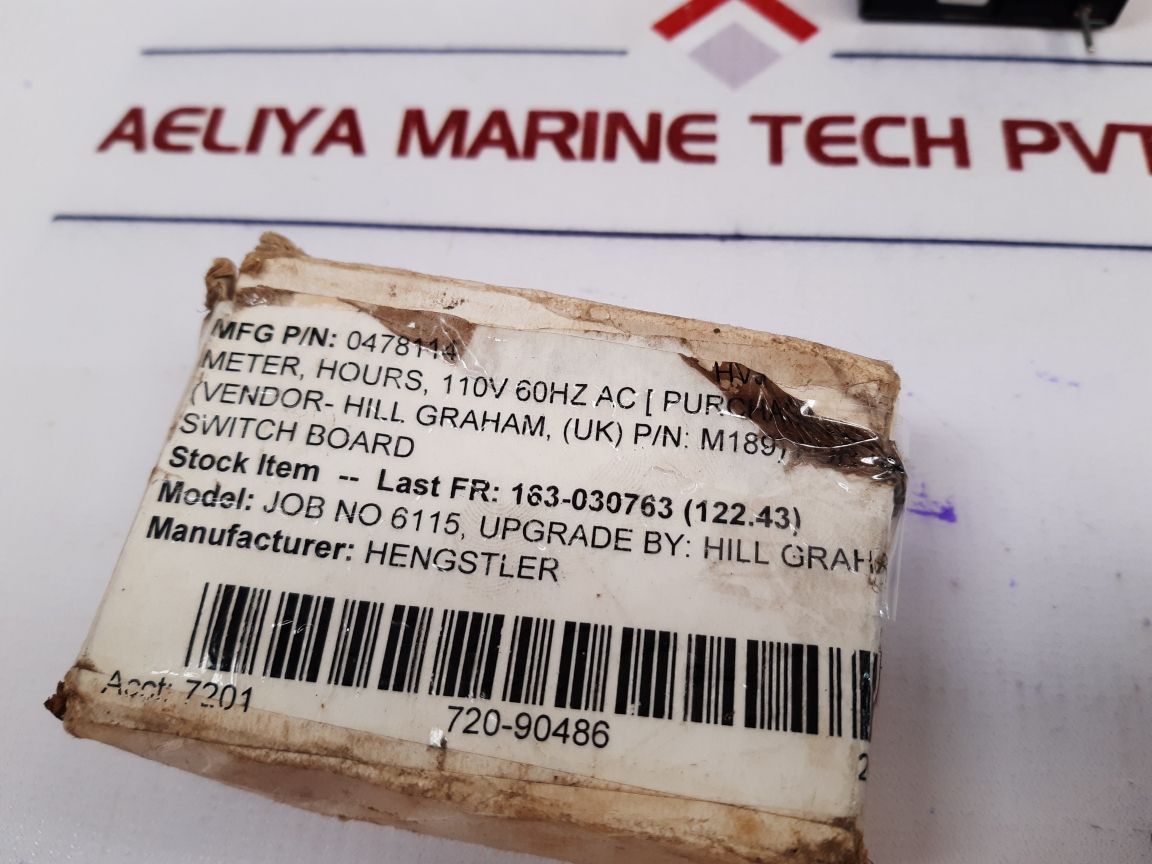 AELIYA MARINE TECH PVT
MFG P/N: 0478114
METER, HOURS, 110V 60HZ AC [ PURCHA
(VENDOR- HILL GRAHAM, (UK) P/N: M189)
SWITCH BOARD
Stock Item -- Last FR: 163-030763 (122.43)
Model: JOB NO 6115, UPGRADE BY: HILL GRAHA
Manufacturer: HENGSTLER
Acct: 7201
720-90486
2